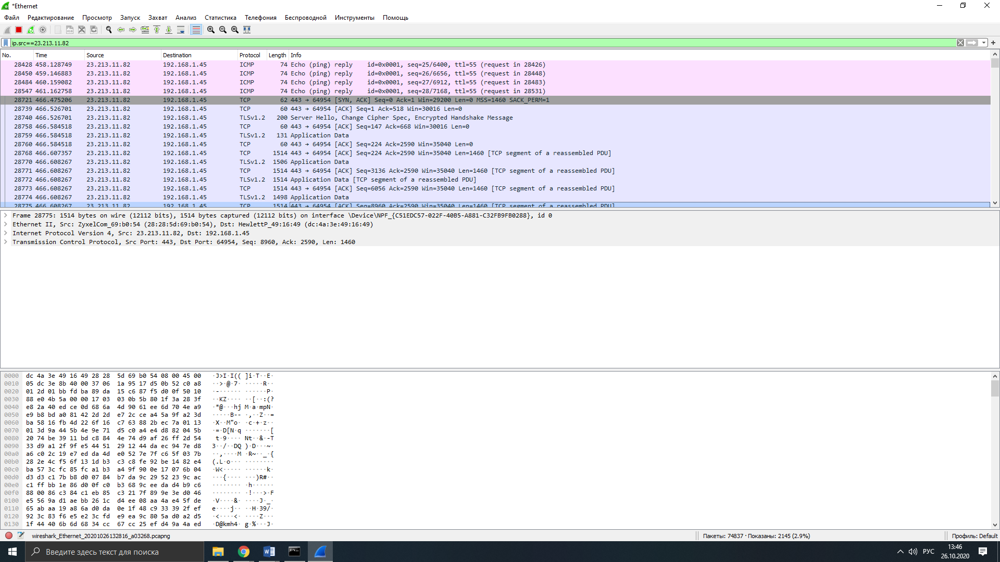 *Ethernet
Файл Редактирование Просмотр Запуск Захват Анализ Статистика Телефония Беспроводной Инструменты Помощь
ip.src==23.213.11.82
No. Time Source Destination Protocol Length Info
28428 458.128749 23.213.11.82 192.168.1.45 ICMP 74 Echo (ping) reply id=0x0001, seq=25/6400, ttl=55 (request in 28426)
28450 459.146883 23.213.11.82 192.168.1.45 ICMP 74 Echo (ping) reply id=0x0001, seq=26/6656, ttl=55 (request in 28448)
28484 460.159082 23.213.11.82 192.168.1.45 ICMP 74 Echo (ping) reply id=0x0001, seq=27/6912, ttl=55 (request in 28483)
28547 461.162758 23.213.11.82 192.168.1.45 ICMP 74 Echo (ping) reply id=0x0001, seq=28/7168, ttl=55 (request in 28531)
28721 466.475206 23.213.11.82 192.168.1.45 TCP 62 443 → 64954 [SYN, ACK] Seq=0 Ack=1 Win=29200 Len=0 MSS=1460 SACK_PERM=1
28739 466.526701 23.213.11.82 192.168.1.45 TCP 60 443 → 64954 [ACK] Seq=1 Ack=518 Win=30016 Len=0
28740 466.526701 23.213.11.82 192.168.1.45 TLSv1.2 200 Server Hello, Change Cipher Spec, Encrypted Handshake Message
28758 466.584518 23.213.11.82 192.168.1.45 TCP 60 443 → 64954 [ACK] Seq=147 Ack=668 Win=30016 Len=0
28759 466.584518 23.213.11.82 192.168.1.45 TLSv1.2 131 Application Data
28760 466.584518 23.213.11.82 192.168.1.45 TCP 60 443 → 64954 [ACK] Seq=224 Ack=2590 Win=35040 Len=0
28768 466.607357 23.213.11.82 192.168.1.45 TCP 1514 443 → 64954 [ACK] Seq=224 Ack=2590 Win=35040 Len=1460 [TCP segment of a reassembled PDU]
28770 466.608267 23.213.11.82 192.168.1.45 TLSv1.2 1506 Application Data
28771 466.608267 23.213.11.82 192.168.1.45 TCP 1514 443 → 64954 [ACK] Seq=3136 Ack=2590 Win=35040 Len=1460 [TCP segment of a reassembled PDU]
28772 466.608267 23.213.11.82 192.168.1.45 TLSv1.2 1514 Application Data [TCP segment of a reassembled PDU]
28773 466.608267 23.213.11.82 192.168.1.45 TCP 1514 443 → 64954 [ACK] Seq=6056 Ack=2590 Win=35040 Len=1460 [TCP segment of a reassembled PDU]
28774 466.608267 23.213.11.82 192.168.1.45 TLSv1.2 1498 Application Data
28775 466.608267 23.213.11.82 192.168.1.45 TCP 1514 443 → 64954 [ACK] Seq=8960 Ack=2590 Win=35040 Len=1460 [TCP segment of a reassembled PDU]
Frame 28775: 1514 bytes on wire (12112 bits), 1514 bytes captured (12112 bits) on interface \Device\NPF_{C51EDC57-022F-40B5-A881-C32FB9FB0288}, id 0
Ethernet II, Src: ZyxelCom_69:b0:54 (28:28:5d:69:b0:54), Dst: HewlettP_49:16:49 (dc:4a:3e:49:16:49)
Internet Protocol Version 4, Src: 23.213.11.82, Dst: 192.168.1.45
Transmission Control Protocol, Src Port: 443, Dst Port: 64954, Seq: 8960, Ack: 2590, Len: 1460
0000 dc 4a 3e 49 16 49 28 28 5d 69 b0 54 08 00 45 00 ·J>I·I(( ]i·T··E·
0010 05 dc 3e 8b 40 00 37 06 1a 95 17 d5 0b 52 c0 a8 ··>·@·7· ·····R··
0020 01 2d 01 bb fd ba 89 da 15 c6 87 f5 d0 0f 50 10 ·-······ ······P·
0030 88 e0 4b 5a 00 00 17 03 03 0b 5b 80 1f 3a 28 3f ··KZ···· ··[··:(?
0040 e8 2a 40 ed ce 0d 68 6a 4d 90 61 ee 6d 70 4e a9 ·*@···hj M·a·mpN·
0050 e9 b8 bd a0 81 42 2d 2d e7 2c ce a4 5a 9f a2 3d ·····B-- ·,··Z··=
0060 ba 58 16 fb 4d 22 6f 16 c7 63 88 2b ec 7a 01 13 ·X··M"o· ·c·+·z··
0070 01 3d 9a 44 5b 4e 9e 71 d5 c0 a4 e4 d8 82 04 5b ·=·D[N·q ·······[
0080 20 74 be 39 11 bd c8 84 4e 74 d9 af 26 ff 2d 54 t·9···· Nt··&·-T
0090 33 d9 a1 2f 9f e5 44 51 29 12 44 da ec 94 7e d8 3··/··DQ )·D···~·
00a0 a6 c0 2c 19 e7 ed da 4d e0 52 7e 7f c6 5f 03 7b ··,····M ·R~··_·{
00b0 28 2e 4c f5 6f 13 1d b3 c3 c8 fe 92 be 14 82 e4 (.L·o··· ········
00c0 ba 57 3c fc 85 fc a1 b3 a4 9f 90 0e 17 07 6b 04 ·W<····· ······k·
00d0 d3 d3 c1 7b b8 d0 07 84 b7 da 9c 29 52 23 9c ac ···{···· ···)R#··
00e0 c1 ff bb 1e 86 d0 0f c0 b3 68 9c ee da d4 b9 c6 ········ ·h······
00f0 88 00 86 c3 84 c1 eb 85 c3 21 7f 89 9e 3e d0 46 ········ ·!···>·F
0100 e5 56 9a d1 ae bb 26 1c d4 ee 08 aa 4a e4 5f de ·V····&· ····J·_·
0110 65 ab aa 19 a8 6a d0 da 0e 1f 48 c9 33 39 2f ef e····j·· ··H·39/·
0120 92 3c 83 f6 e5 e2 3c fd e9 ea 9c 80 5a d0 a2 d5 ·<····<· ····Z···
0130 1f 44 40 6b 6d 68 34 cc 67 cc 25 ef d4 9a 4a ed ·D@kmh4· g·%···J·
wireshark_Ethernet_20201026132816_a03268.pcapng
Пакеты: 74837 · Показаны: 2145 (2.9%)
Профиль: Default
Введите здесь текст для поиска
РУС
13:46
26.10.2020